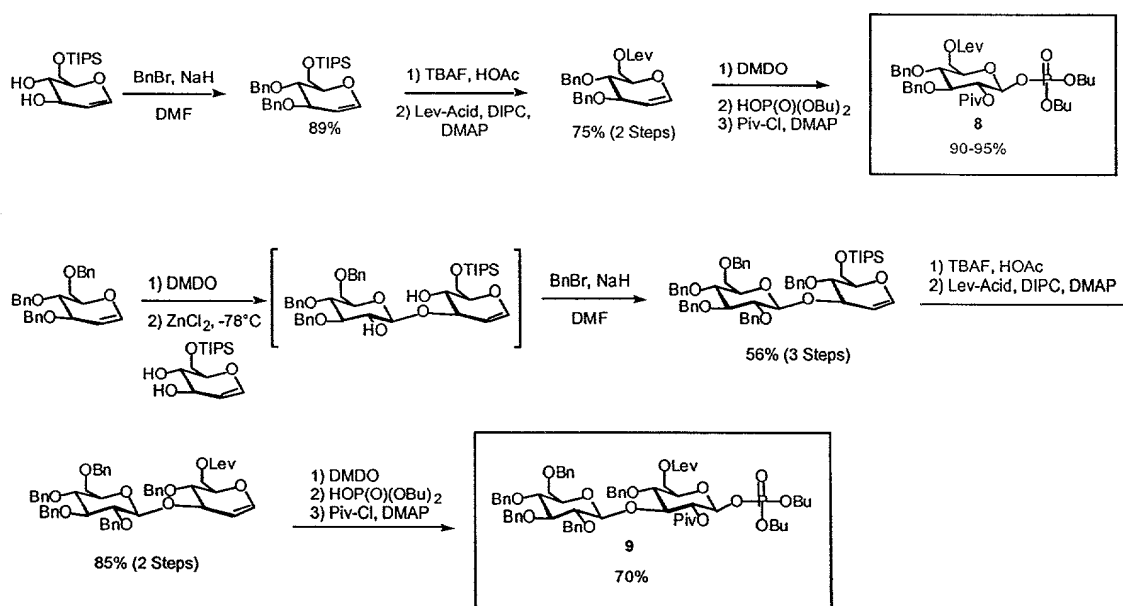 OTIPS
HO
O
HO
BnBr, NaH
DMF
OTIPS
BnO
O
BnO
89%
1) TBAF, HOAc
2) Lev-Acid, DIPC,
DMAP
OLev
BnO
O
BnO
75% (2 Steps)
1) DMDO
2) HOP(O)(OBu)2
3) Piv-Cl, DMAP
OLev
O
BnO
O
O
P
OBu
BnO
PivO
OBu
8
90-95%
OBn
BnO
O
BnO
1) DMDO
2) ZnCl2, -78°C
OTIPS
HO
O
HO
OBn
OTIPS
BnO
O
HO
O
BnO
O
HO
BnBr, NaH
DMF
OBn
OTIPS
BnO
O
BnO
O
BnO
O
BnO
56% (3 Steps)
1) TBAF, HOAc
2) Lev-Acid, DIPC, DMAP
OBn
OLev
BnO
O
BnO
O
BnO
O
BnO
85% (2 Steps)
1) DMDO
2) HOP(O)(OBu)2
3) Piv-Cl, DMAP
OBn
OLev
O
BnO
O
BnO
O
O
P
OBu
BnO
O
BnO
PivO
OBu
9
70%